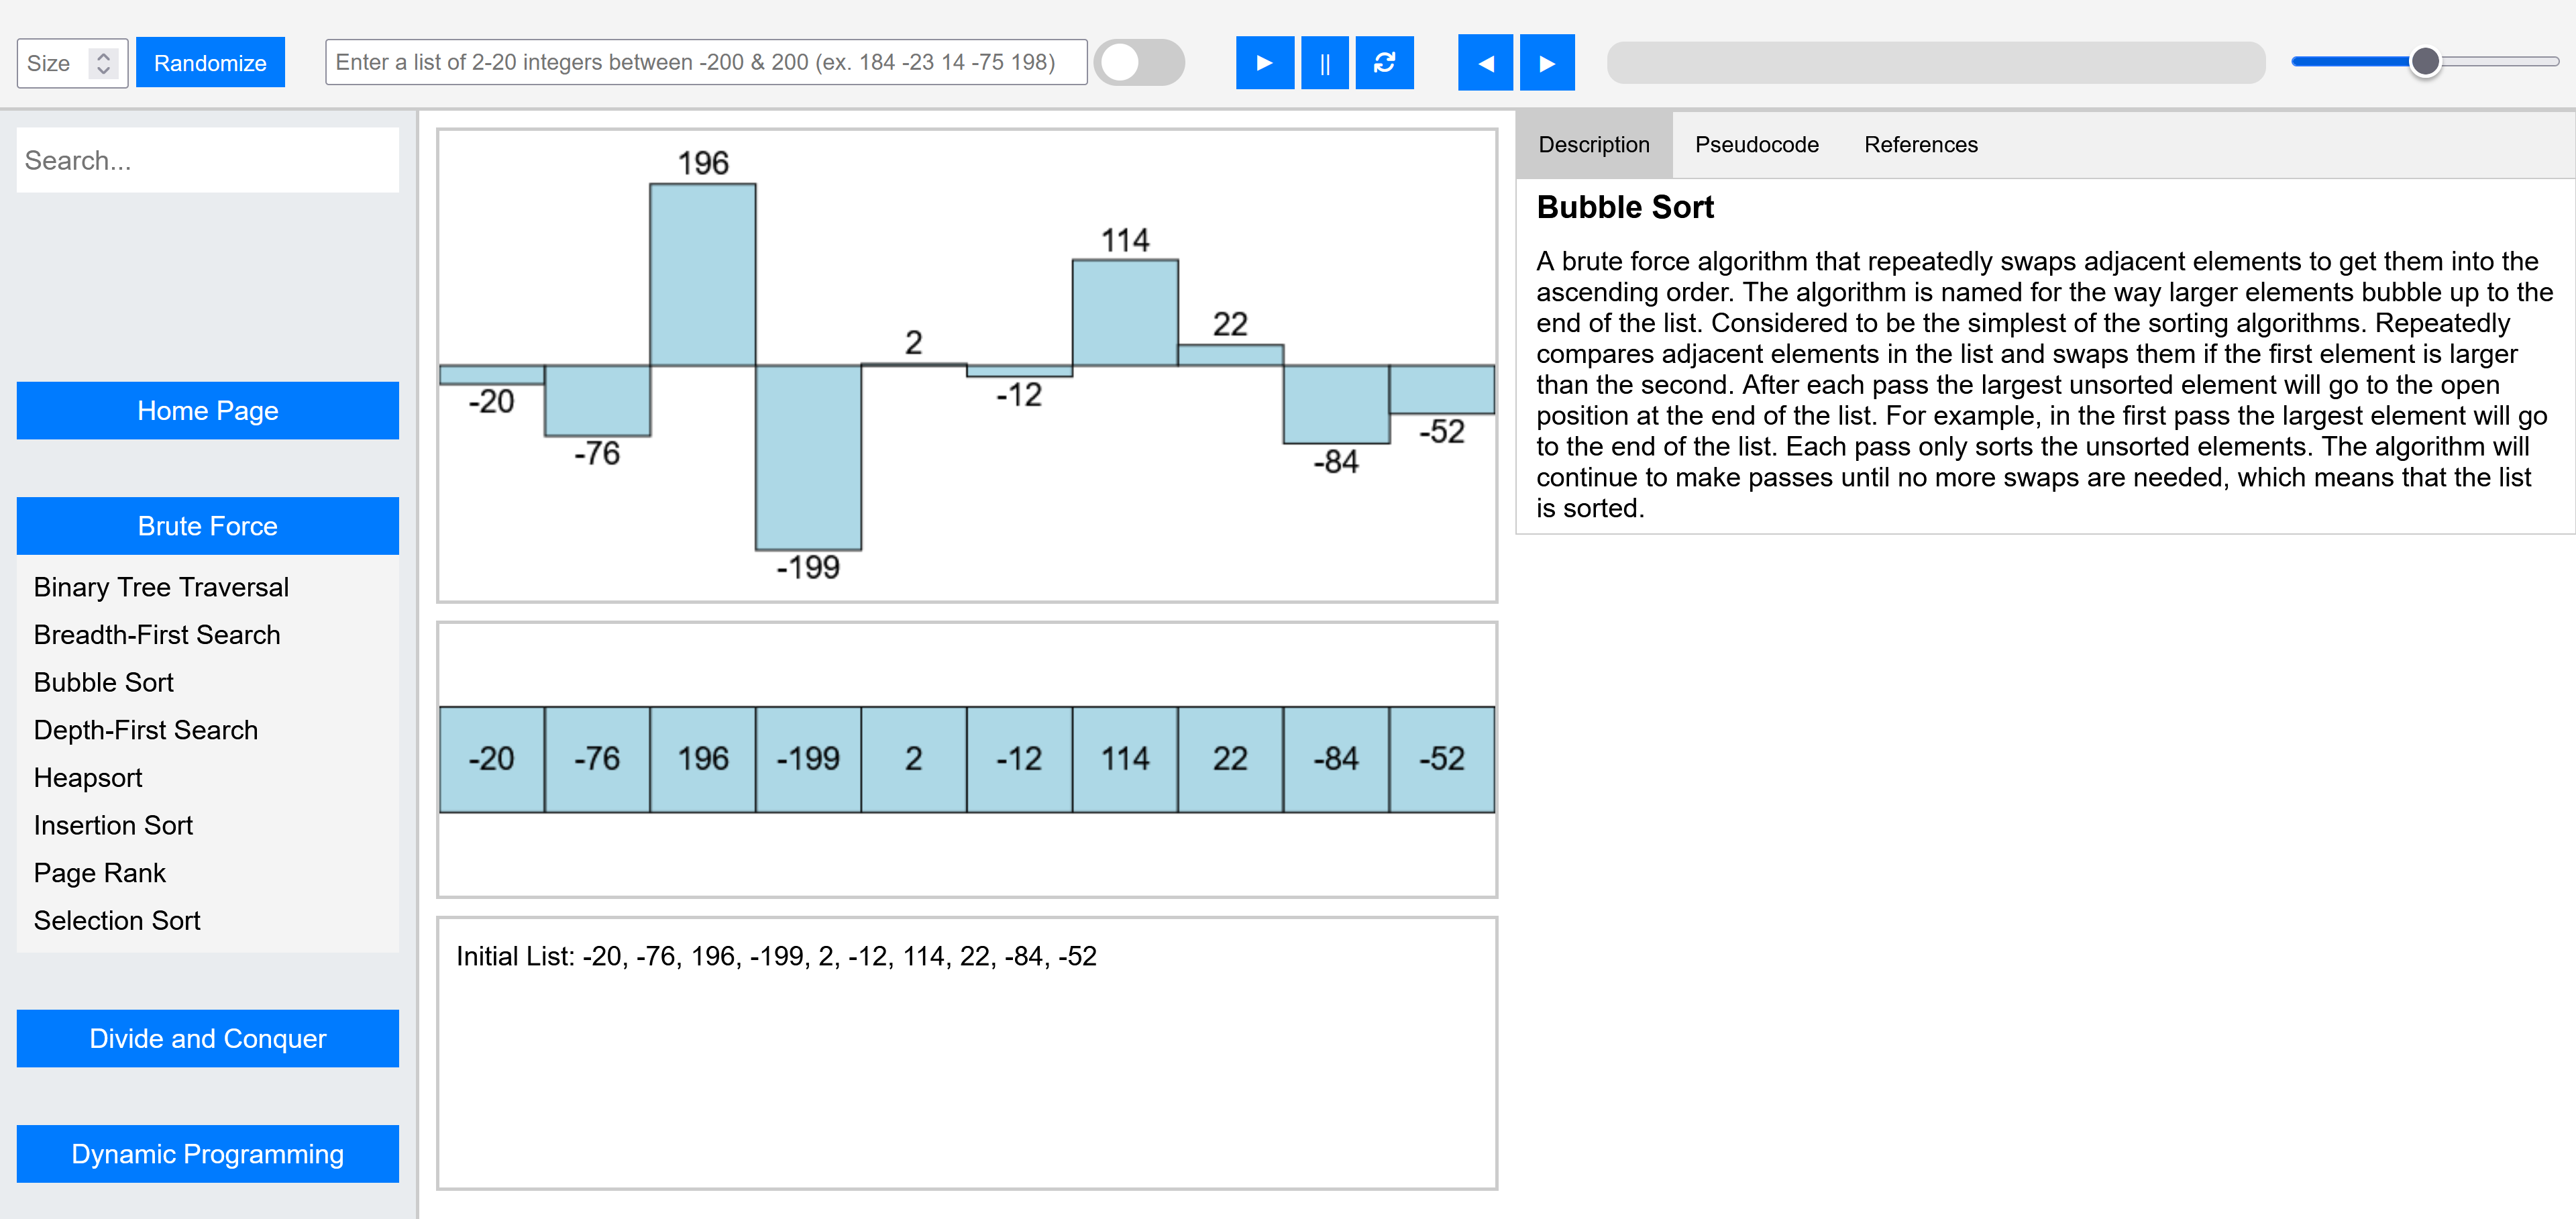 Size
Randomize
Enter a list of 2-20 integers between -200 & 200 (ex. 184 -23 14 -75 198)
Search...
Home Page
Brute Force
Binary Tree Traversal
Breadth-First Search
Bubble Sort
Depth-First Search
Heapsort
Insertion Sort
Page Rank
Selection Sort
Divide and Conquer
Dynamic Programming
196
114
22
2
-20
-12
-76
-52
-84
-199
-20 -76 196 -199 2 -12 114 22 -84 -52
Initial List: -20, -76, 196, -199, 2, -12, 114, 22, -84, -52
Description Pseudocode References
Bubble Sort
A brute force algorithm that repeatedly swaps adjacent elements to get them into the
ascending order. The algorithm is named for the way larger elements bubble up to the
end of the list. Considered to be the simplest of the sorting algorithms. Repeatedly
compares adjacent elements in the list and swaps them if the first element is larger
than the second. After each pass the largest unsorted element will go to the open
position at the end of the list. For example, in the first pass the largest element will go
to the end of the list. Each pass only sorts the unsorted elements. The algorithm will
continue to make passes until no more swaps are needed, which means that the list
is sorted.